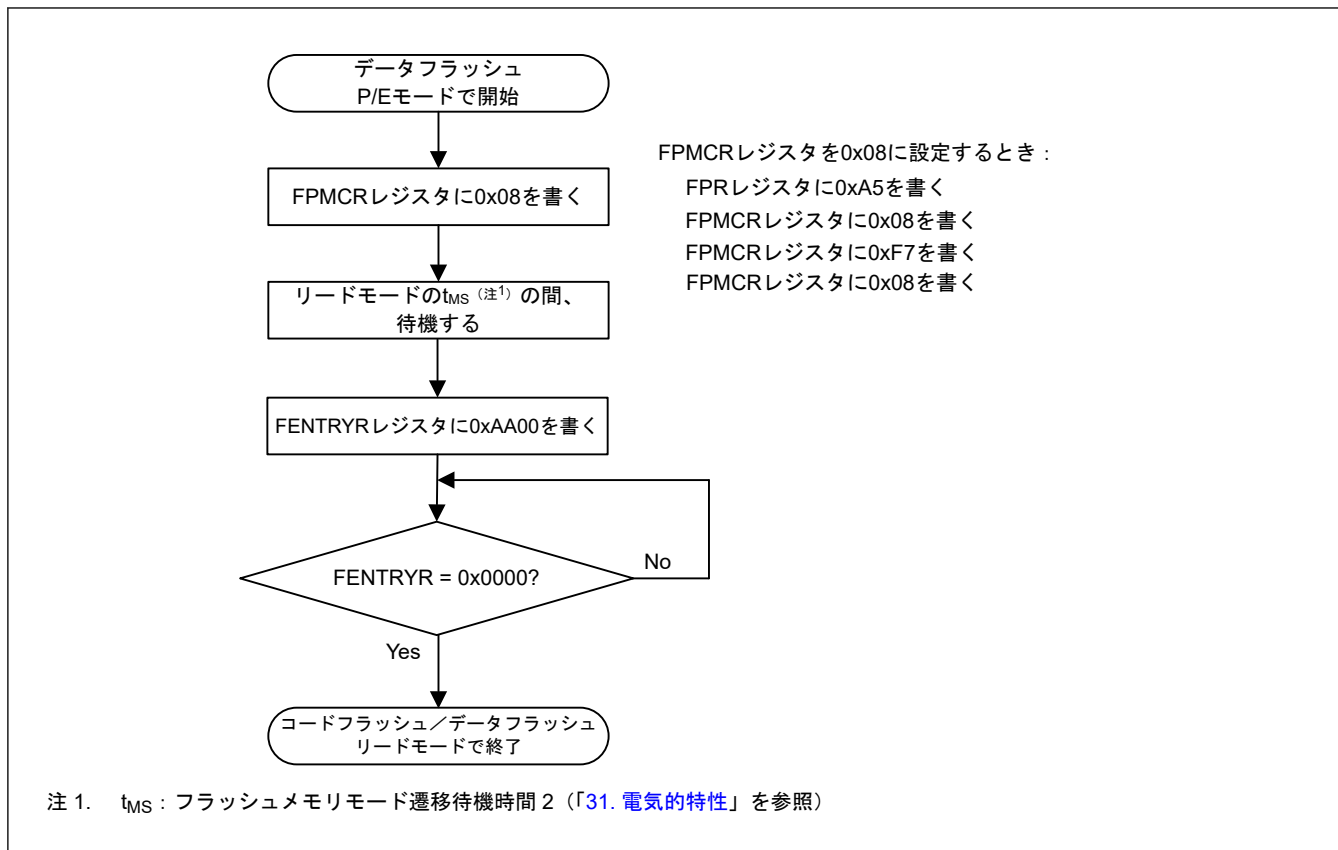 データフラッシュ
P/Eモードで開始
FPMCRレジスタに0x08を書く
リードモードのtMS（注1）の間、
待機する
FENTRYRレジスタに0xAA00を書く
FENTRYR = 0x0000?
No
Yes
コードフラッシュ／データフラッシュ
リードモードで終了
FPMCRレジスタを0x08に設定するとき：
FPRレジスタに0xA5を書く
FPMCRレジスタに0x08を書く
FPMCRレジスタに0xF7を書く
FPMCRレジスタに0x08を書く
注 1. tMS：フラッシュメモリモード遷移待機時間 2（「31. 電気的特性」を参照）